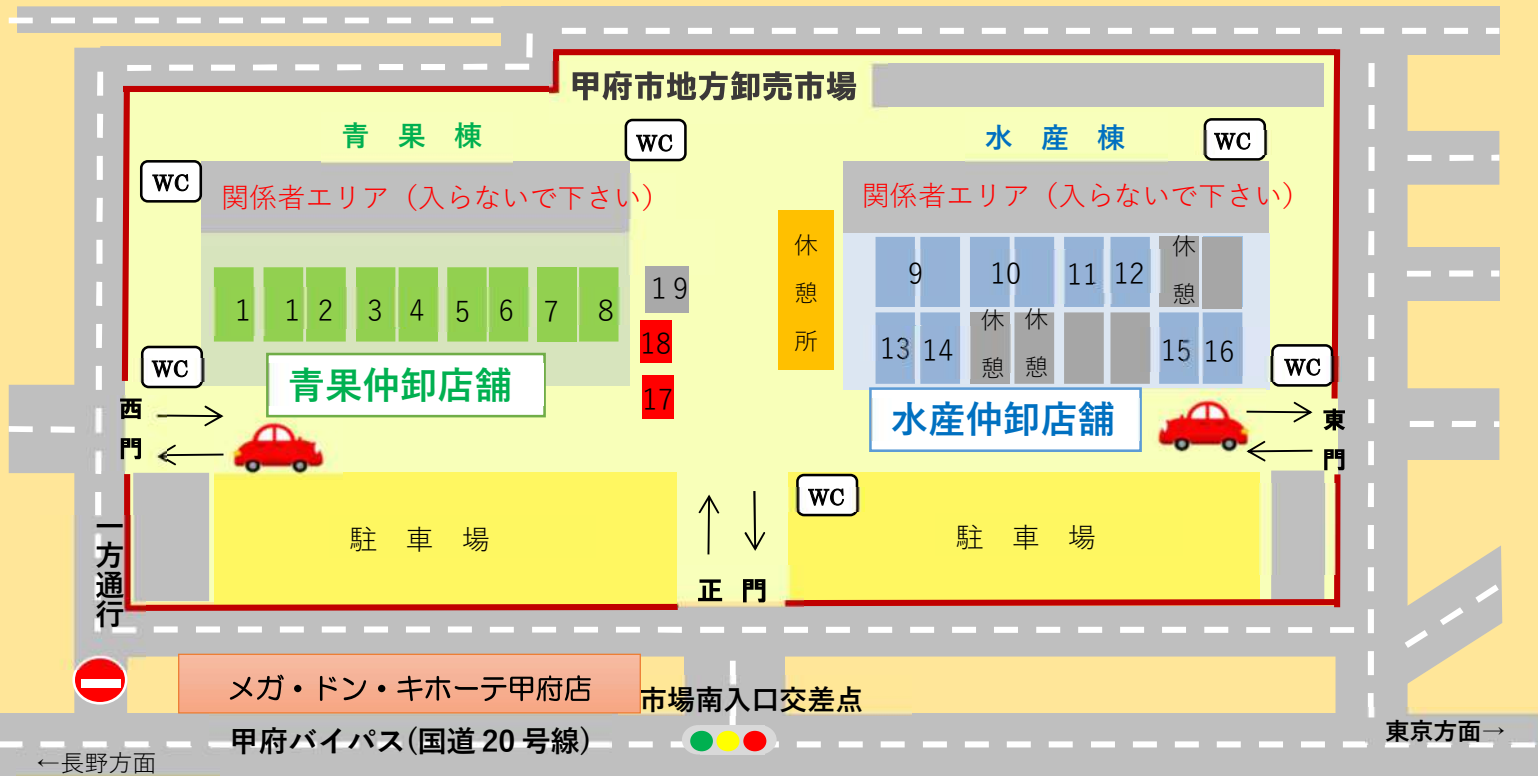 甲府市地方卸売市場
青果棟
水産棟
WC
WC
WC
関係者エリア（入らないで下さい）
関係者エリア（入らないで下さい）
休憩所
1 1 2 3 4 5 6 7 8
19
18
17
9 10 11 12 休憩
13 14 休憩 休憩 15 16
WC
WC
青果仲卸店舗
水産仲卸店舗
西門
東門
WC
駐車場
駐車場
正門
一方通行
メガ・ドン・キホーテ甲府店
市場南入口交差点
甲府バイパス(国道20号線)
東京方面→
←長野方面